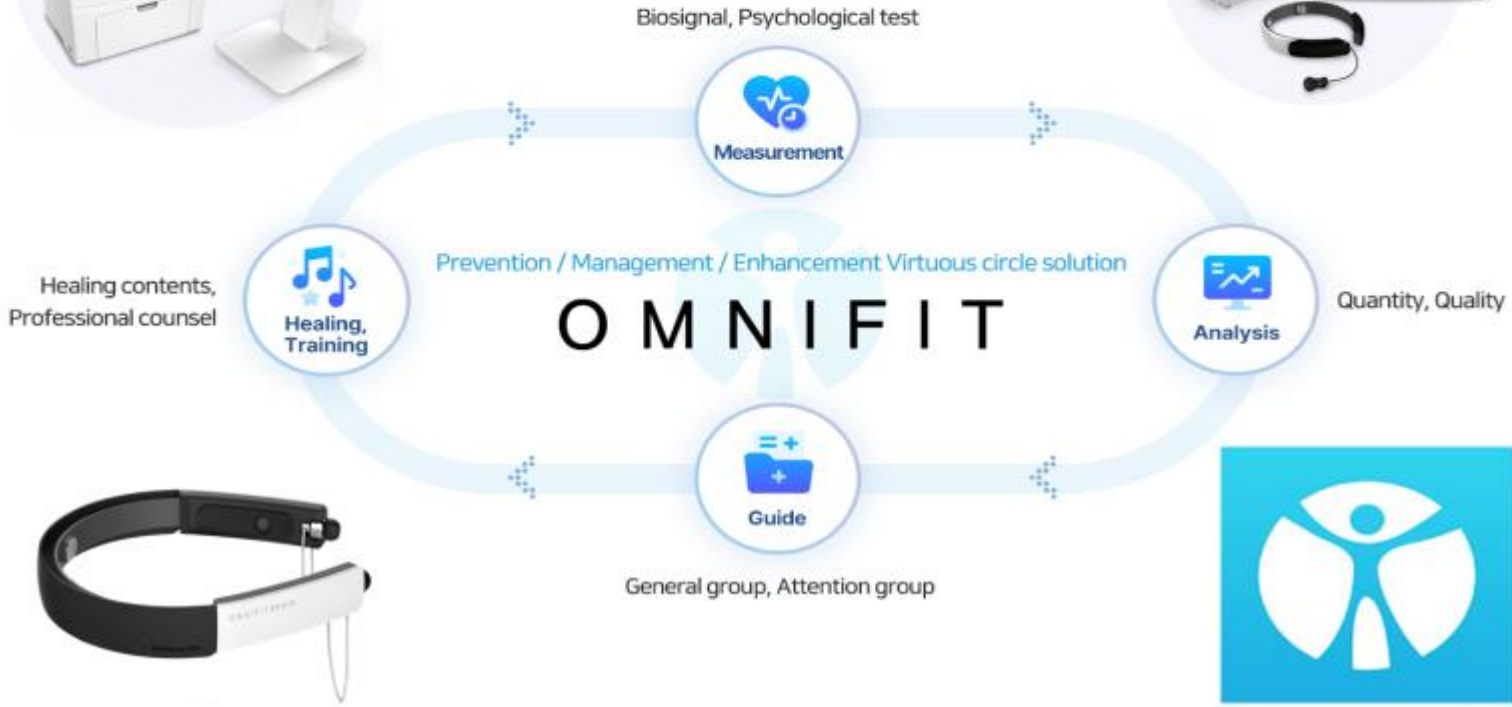 Biosignal, Psychological test
Measurement
Prevention / Management / Enhancement Virtuous circle solution
OMNIFIT
Healing contents,
Professional counsel
Healing,
Training
Analysis
Quantity, Quality
Guide
General group, Attention group